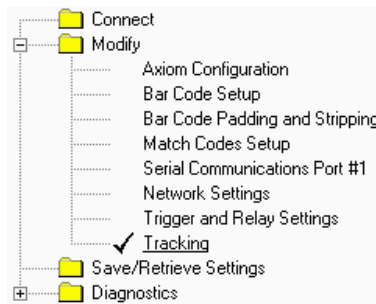 Connect
Modify
Axiom Configuration
Bar Code Setup
Bar Code Padding and Stripping
Match Codes Setup
Serial Communications Port #1
Network Settings
Trigger and Relay Settings
Tracking
Save/Retrieve Settings
Diagnostics